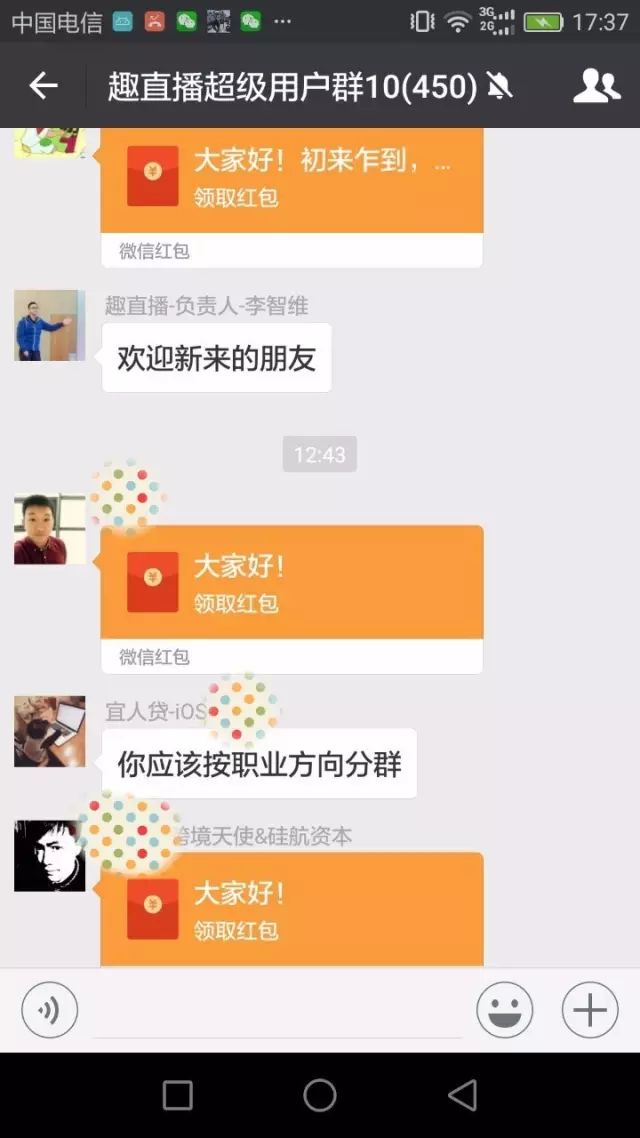 中国电信
3G
2G
17:37
趣直播超级用户群10(450)
大家好！初来乍到，...
领取红包
微信红包
趣直播-负责人-李智维
欢迎新来的朋友
12:43
大家好！
领取红包
微信红包
宜人贷-iOS
你应该按职业方向分群
跨境天使&硅航资本
大家好！
领取红包